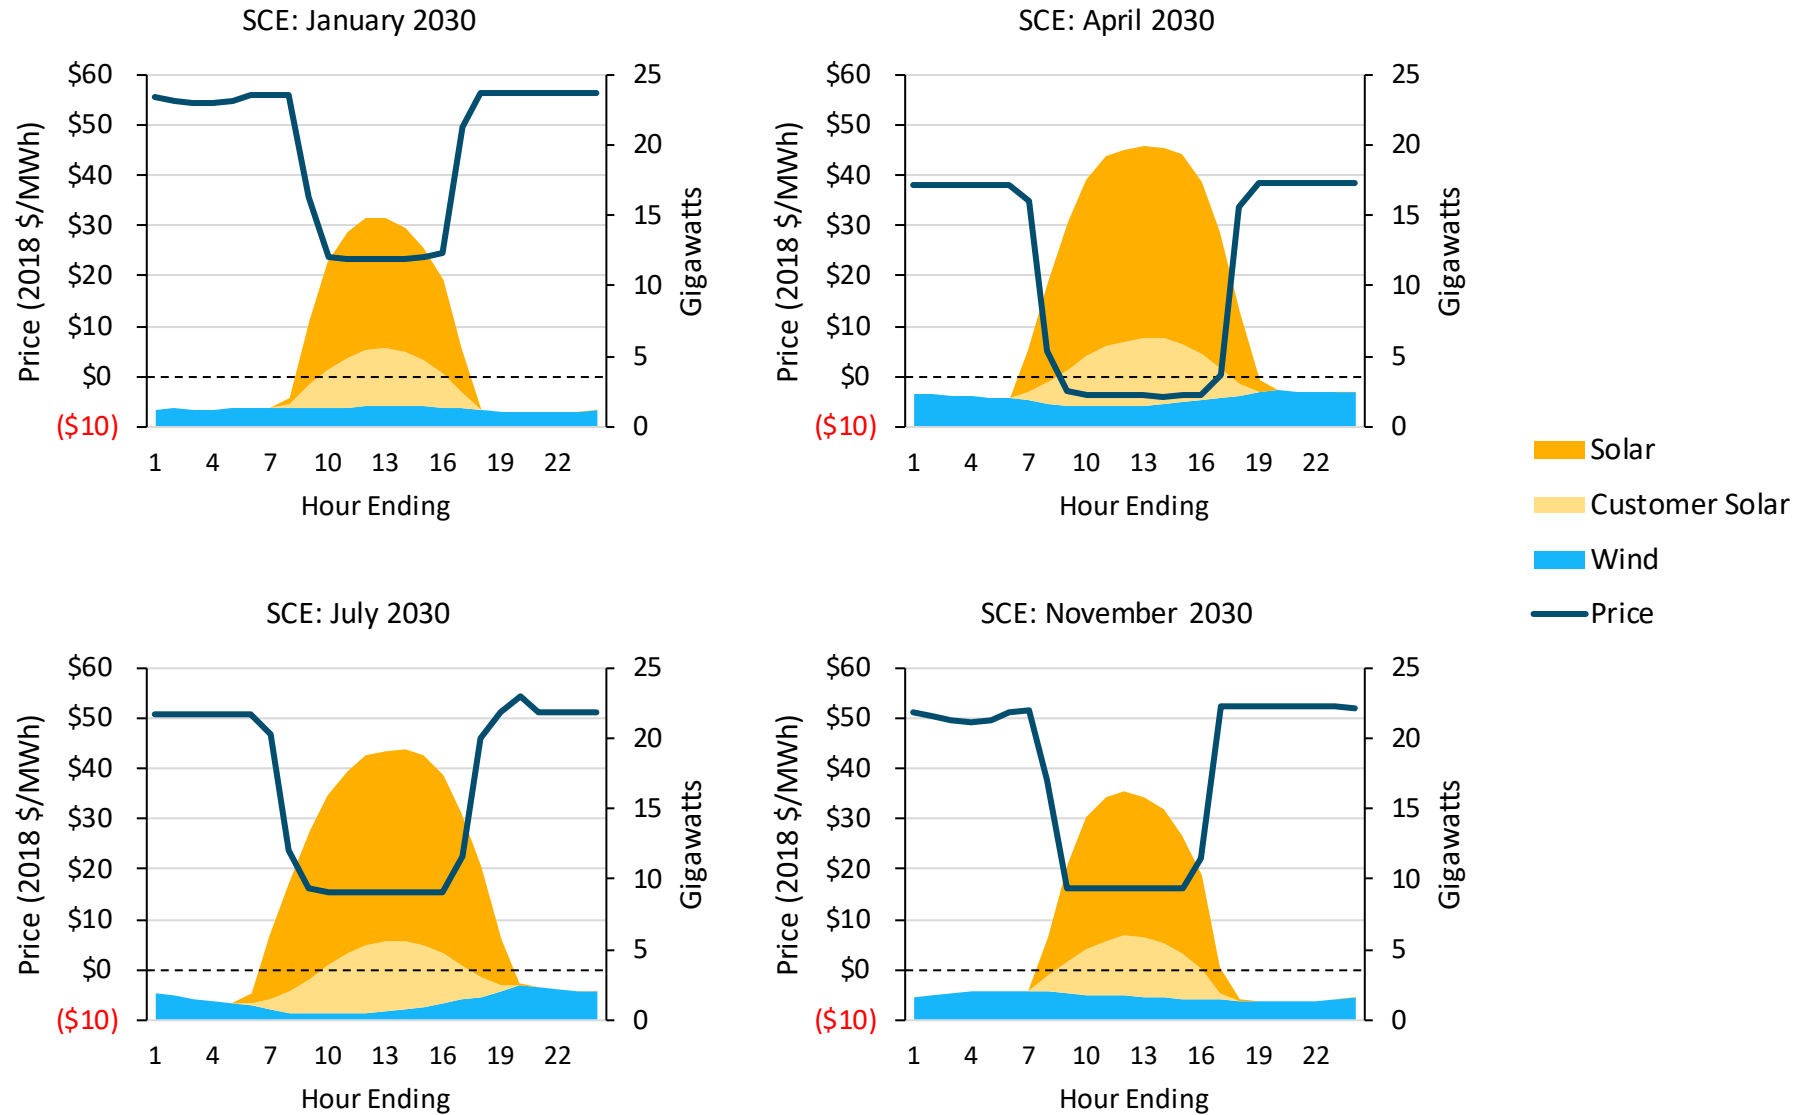 SCE: January 2030
$60
$50
$40
$30
$20
$10
$0
($10)
Price (2018 $/MWh)
25
20
15
10
5
0
Gigawatts
1 4 7 10 13 16 19 22
Hour Ending
SCE: April 2030
$60
$50
$40
$30
$20
$10
$0
($10)
Price (2018 $/MWh)
25
20
15
10
5
0
Gigawatts
1 4 7 10 13 16 19 22
Hour Ending
Solar
Customer Solar
Wind
Price
SCE: July 2030
$60
$50
$40
$30
$20
$10
$0
($10)
Price (2018 $/MWh)
25
20
15
10
5
0
Gigawatts
1 4 7 10 13 16 19 22
Hour Ending
SCE: November 2030
$60
$50
$40
$30
$20
$10
$0
($10)
Price (2018 $/MWh)
25
20
15
10
5
0
Gigawatts
1 4 7 10 13 16 19 22
Hour Ending